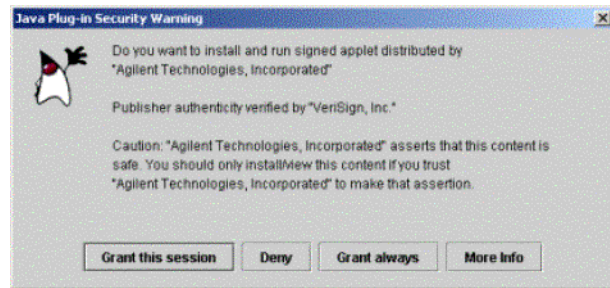 Java Plug-in Security Warning
Do you want to install and run signed applet distributed by
"Agilent Technologies, Incorporated"
Publisher authenticity verified by "VeriSign, Inc."
Caution: "Agilent Technologies, Incorporated" asserts that this content is
safe. You should only install/view this content if you trust
"Agilent Technologies, Incorporated" to make that assertion.
Grant this session Deny Grant always More Info